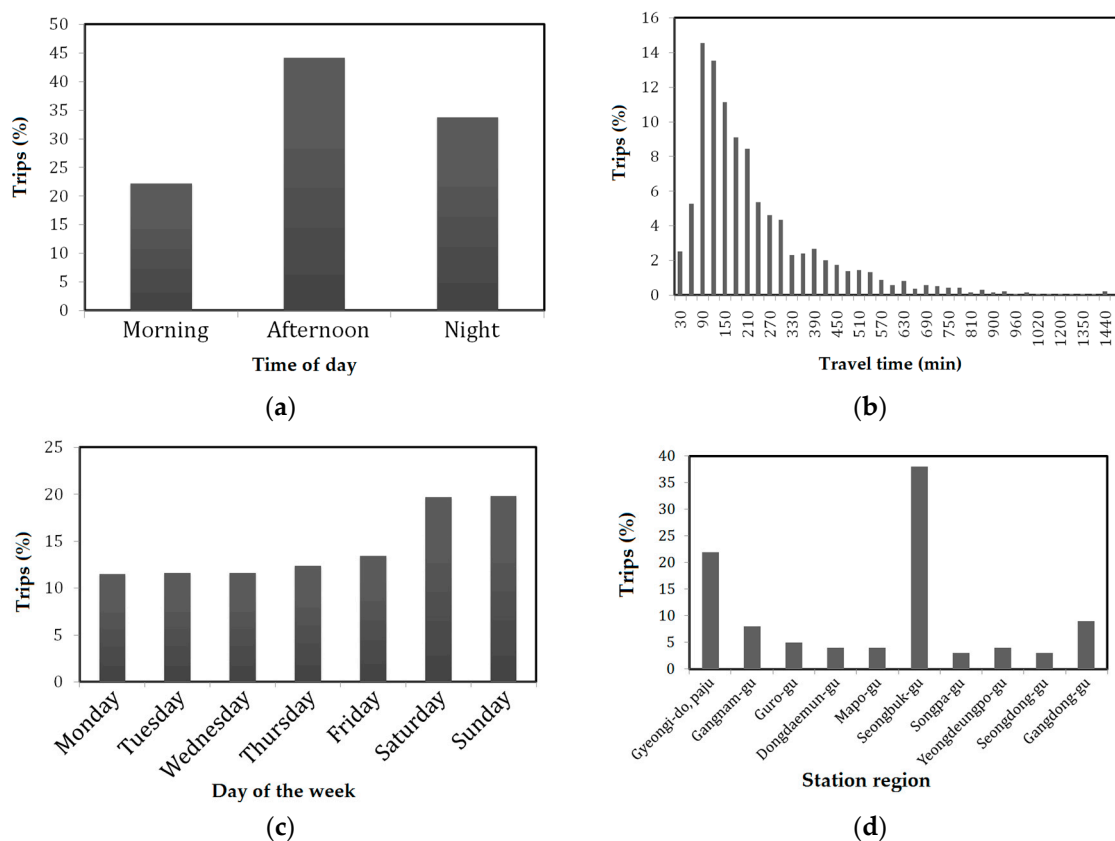 50
45
40
35
30
25
20
15
10
5
0
Trips (%)
Morning Afternoon Night
Time of day
(a)
16
14
12
10
8
6
4
2
0
Trips (%)
30 90 150 210 270 330 390 450 510 570 630 690 750 810 900 960 1020 1200 1350 1440
Travel time (min)
(b)
25
20
15
10
5
0
Trips (%)
Monday Tuesday Wednesday Thursday Friday Saturday Sunday
Day of the week
(c)
40
35
30
25
20
15
10
5
0
Trips (%)
Gyeongi-do, paju Gangnam-gu Guro-gu Dongdaemun-gu Mapo-gu Seongbuk-gu Songpa-gu Yeongdeungpo-gu Seongdong-gu Gangdong-gu
Station region
(d)